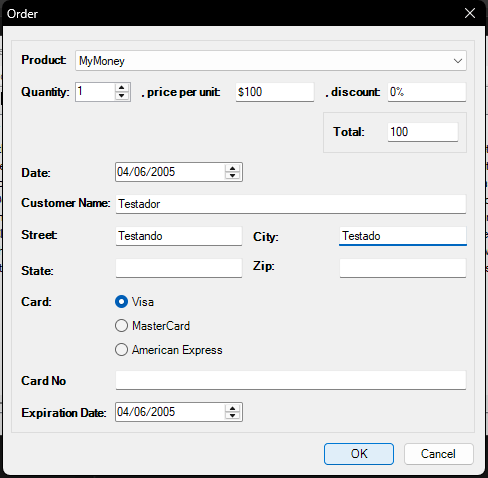 Order
Product: MyMoney
Quantity: 1 , price per unit: $100 , discount: 0%
Total: 100
Date: 04/06/2005
Customer Name: Testador
Street: Testando City: Testado
State: Zip:
Card: Visa
MasterCard
American Express
Card No
Expiration Date: 04/06/2005
OK Cancel